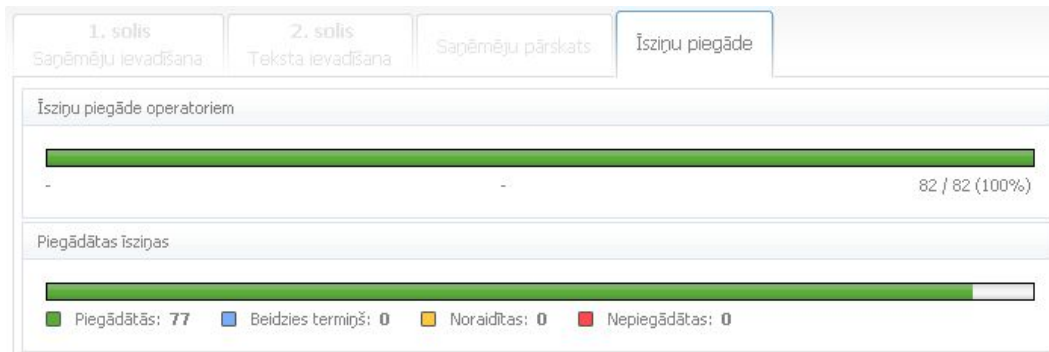 1. solis
Saņēmēju ievadīšana
2. solis
Teksta ievadīšana
Saņēmēju pārskats
Īsziņu piegāde
Īsziņu piegāde operatoriem
- - 82 / 82 (100%)
Piegādātas īsziņas
Piegādātās: 77 Beidzies termiņš: 0 Noraidītas: 0 Nepiegādātas: 0